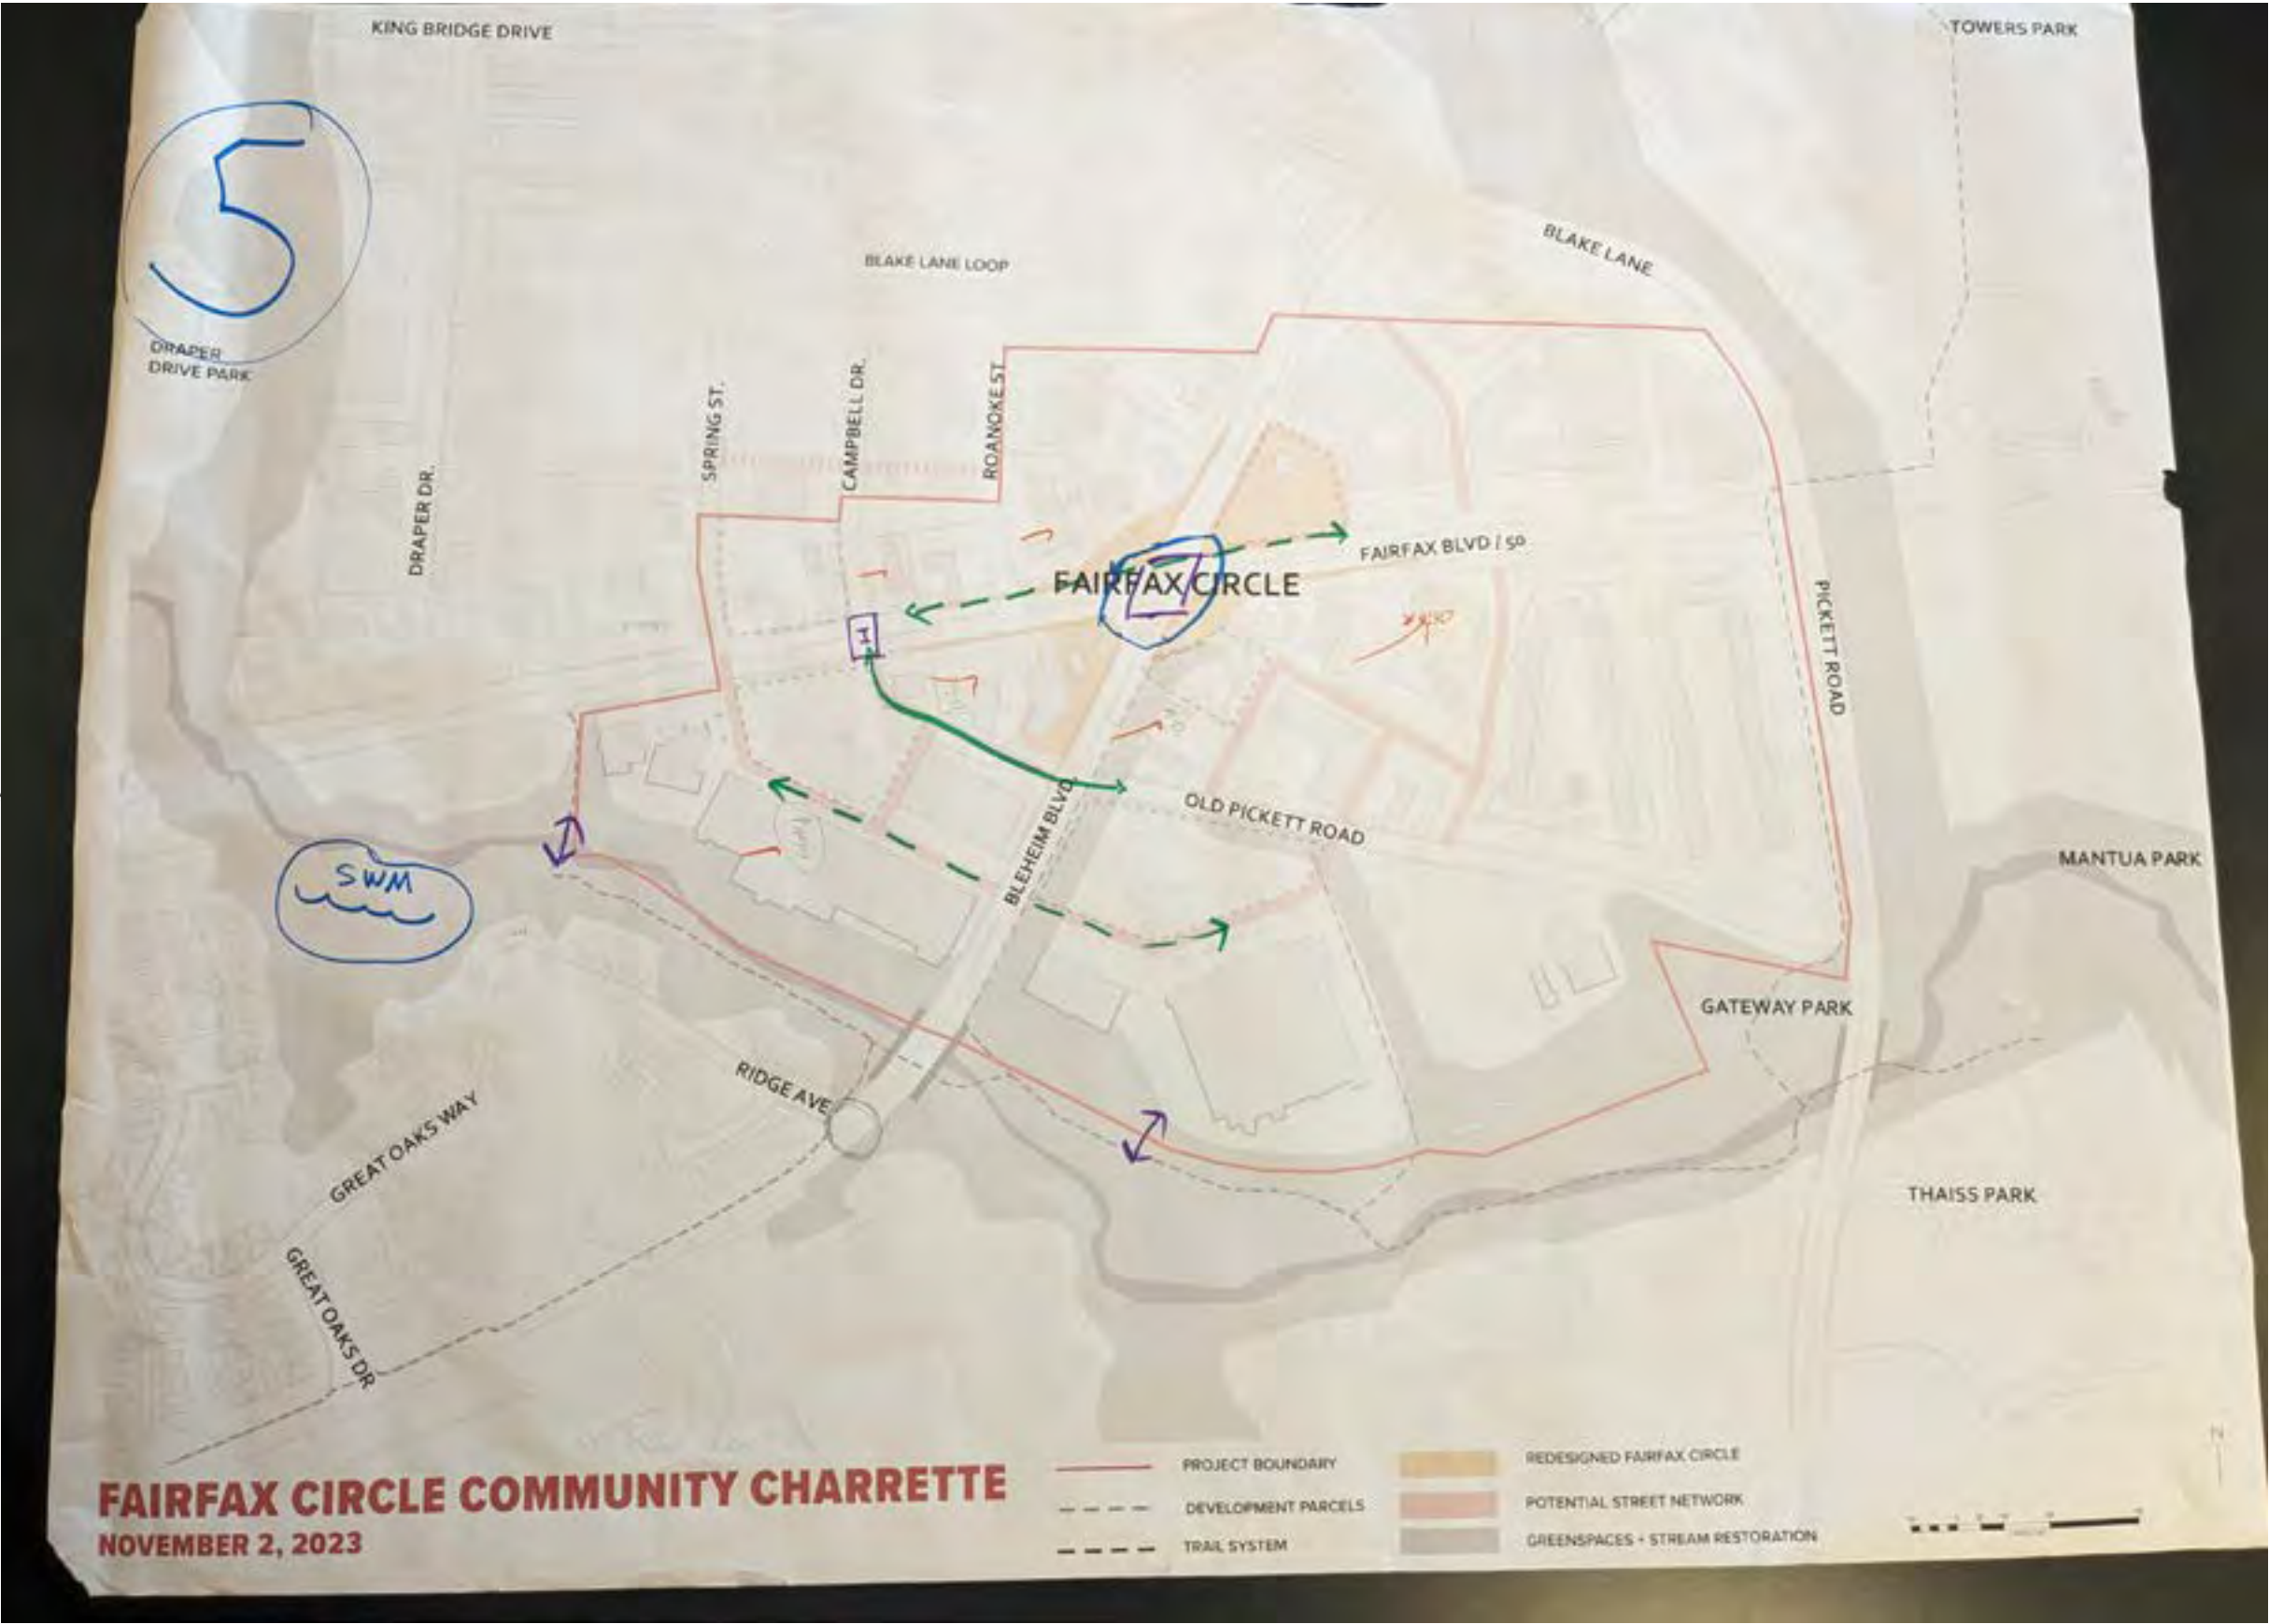 KING BRIDGE DRIVE
TOWERS PARK
5
BLAKE LANE
BLAKE LANE LOOP
DRAPER
DRIVE PARK
SPRING ST.
CAMPBELL DR.
ROANOKE ST
DRAPER DR.
FAIRFAX BLVD / 50
FAIRFAX CIRCLE
PICKETT ROAD
OLD PICKETT ROAD
BLEHEIM BLVD.
SWM
MANTUA PARK
GATEWAY PARK
RIDGE AVE
GREAT OAKS WAY
THAISS PARK
GREAT OAKS DR
FAIRFAX CIRCLE COMMUNITY CHARRETTE
NOVEMBER 2, 2023
PROJECT BOUNDARY
DEVELOPMENT PARCELS
TRAIL SYSTEM
REDESIGNED FAIRFAX CIRCLE
POTENTIAL STREET NETWORK
GREENSPACES + STREAM RESTORATION
N